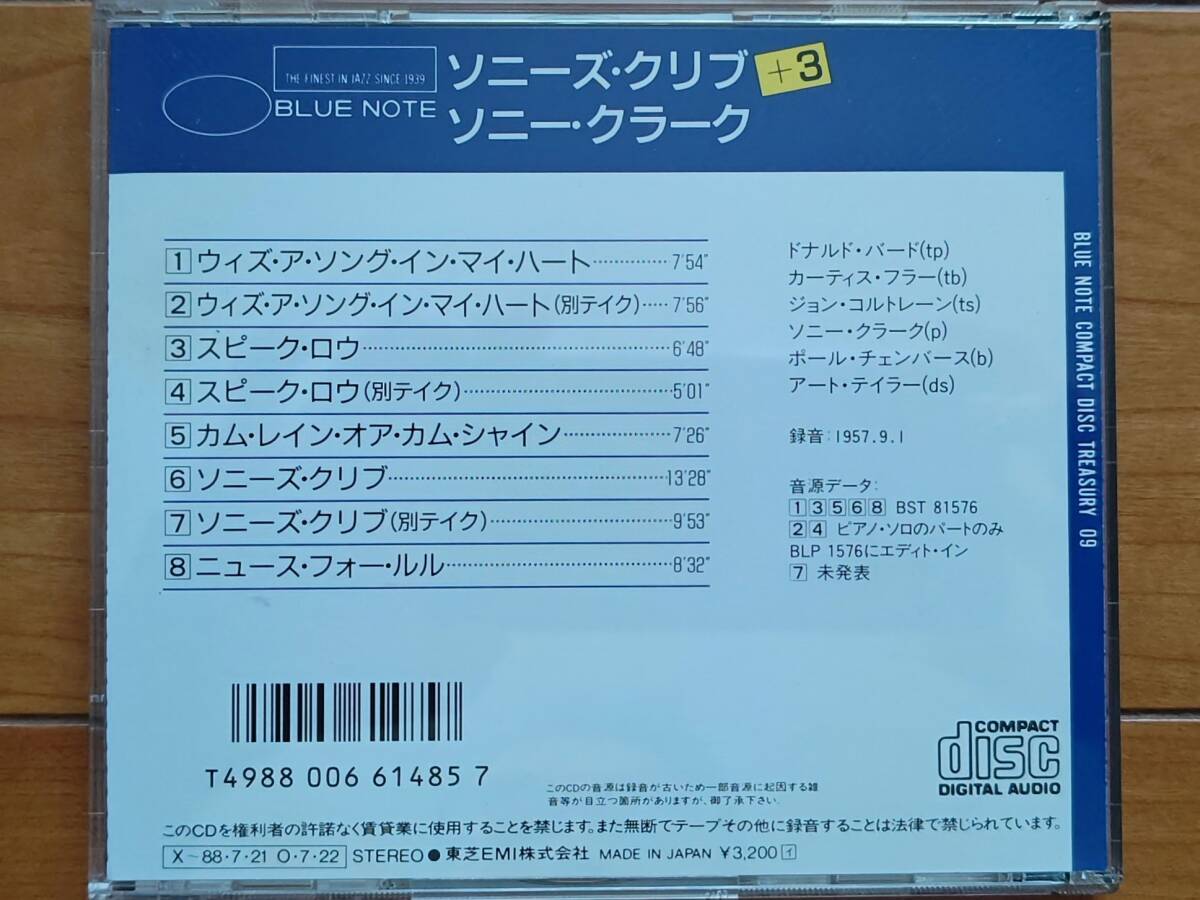 THE FINEST IN JAZZ SINCE 1939
BLUE NOTE
ソニーズ・クリブ +3
ソニー・クラーク
1 ウィズ・ア・ソング・イン・マイ・ハート 7'54"
2 ウィズ・ア・ソング・イン・マイ・ハート(別テイク) 7'56"
3 スピーク・ロウ 6'48"
4 スピーク・ロウ(別テイク) 5'01"
5 カム・レイン・オア・カム・シャイン 7'26"
6 ソニーズ・クリブ 13'28"
7 ソニーズ・クリブ(別テイク) 9'53"
8 ニュース・フォー・ルル 8'32"
ドナルド・バード(tp)
カーティス・フラー(tb)
ジョン・コルトレーン(ts)
ソニー・クラーク(p)
ポール・チェンバース(b)
アート・テイラー(ds)
録音:1957.9.1
音源データ:
1 3 5 6 8 BST 81576
2 4 ピアノ・ソロのパートのみ
BLP 1576にエディト・イン
7 未発表
BLUE NOTE COMPACT DISC TREASURY 09
T4988 006 61485 7
このCDの音源は録音が古いため一部音源に起因する雑
音等が目立つ箇所がありますが、御了承下さい.
COMPACT
disc
DIGITAL AUDIO
このCDを権利者の許諾なく賃貸業に使用することを禁じます。また無断でテープその他に録音することは法律で禁じられています。
X~88・7・21 O・7・22 STEREO ● 東芝EMI株式会社 MADE IN JAPAN ¥3,200 イ